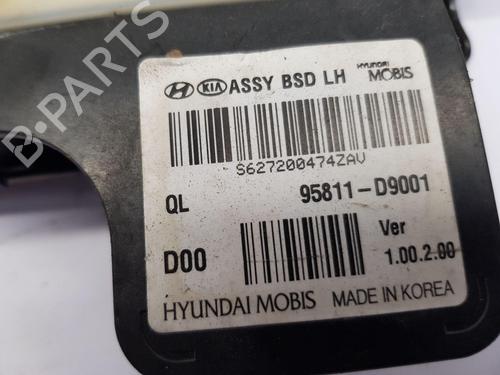 KIA ASSY BSD LH HYUNDAI MOBIS
S627200474ZAV
QL 95811-D9001
D00 Ver 1.00.2.00
HYUNDAI MOBIS MADE IN KOREA
B-PARTS